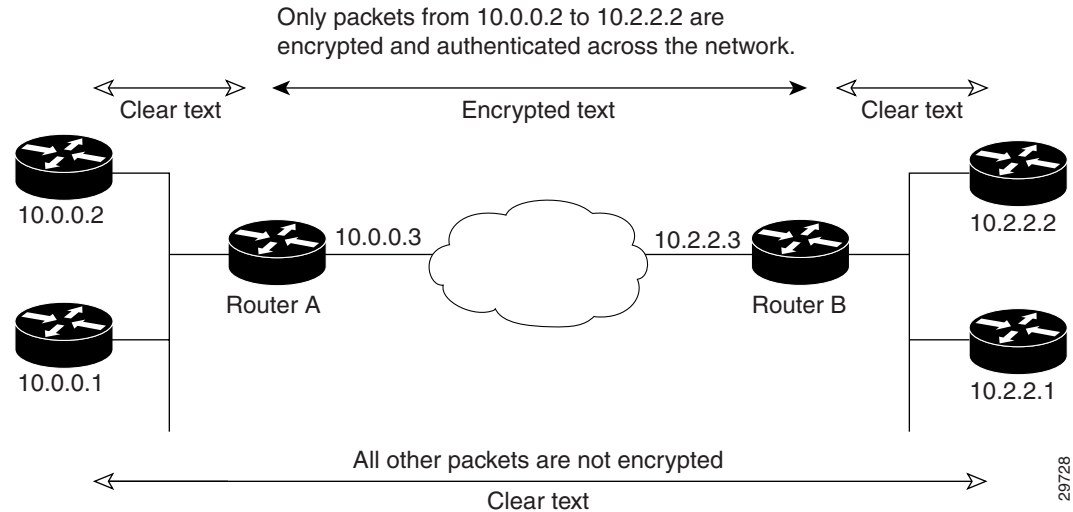 Only packets from 10.0.0.2 to 10.2.2.2 are
encrypted and authenticated across the network.
Clear text
Encrypted text
Clear text
10.0.0.2
10.2.2.2
10.0.0.3
10.2.2.3
Router A
Router B
10.0.0.1
10.2.2.1
All other packets are not encrypted
Clear text
29728